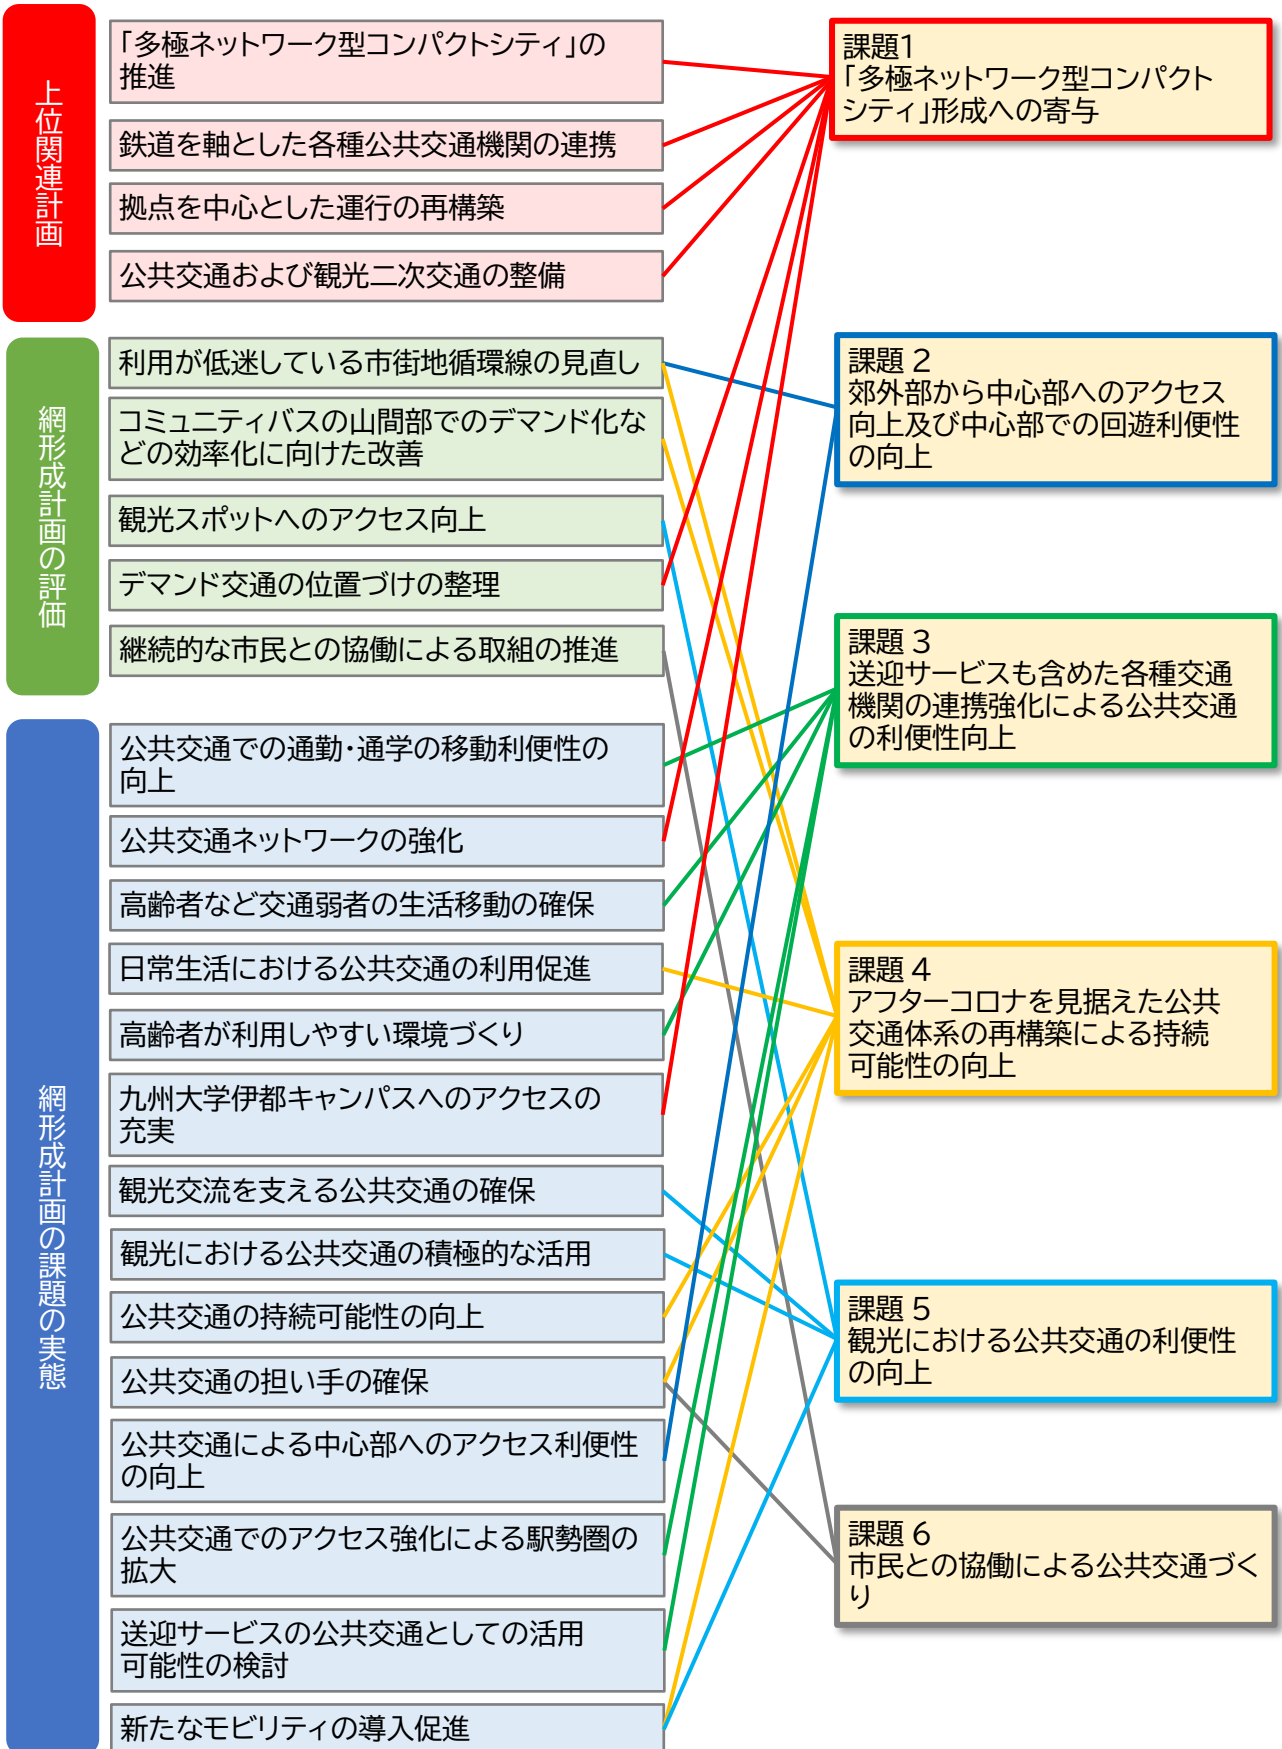 上位関連計画
「多極ネットワーク型コンパクトシティ」の
推進
鉄道を軸とした各種公共交通機関の連携
拠点を中心とした運行の再構築
公共交通および観光二次交通の整備
網形成計画の評価
利用が低迷している市街地循環線の見直し
コミュニティバスの山間部でのデマンド化な
どの効率化に向けた改善
観光スポットへのアクセス向上
デマンド交通の位置づけの整理
継続的な市民との協働による取組の推進
網形成計画の課題の実態
公共交通での通勤・通学の移動利便性の
向上
公共交通ネットワークの強化
高齢者など交通弱者の生活移動の確保
日常生活における公共交通の利用促進
高齢者が利用しやすい環境づくり
九州大学伊都キャンパスへのアクセスの
充実
観光交流を支える公共交通の確保
観光における公共交通の積極的な活用
公共交通の持続可能性の向上
公共交通の担い手の確保
公共交通による中心部へのアクセス利便性
の向上
公共交通でのアクセス強化による駅勢圏の
拡大
送迎サービスの公共交通としての活用
可能性の検討
新たなモビリティの導入促進
課題1
「多極ネットワーク型コンパクト
シティ」形成への寄与
課題２
郊外部から中心部へのアクセス
向上及び中心部での回遊利便性
の向上
課題３
送迎サービスも含めた各種交通
機関の連携強化による公共交通
の利便性向上
課題４
アフターコロナを見据えた公共
交通体系の再構築による持続
可能性の向上
課題５
観光における公共交通の利便性
の向上
課題６
市民との協働による公共交通づく
り